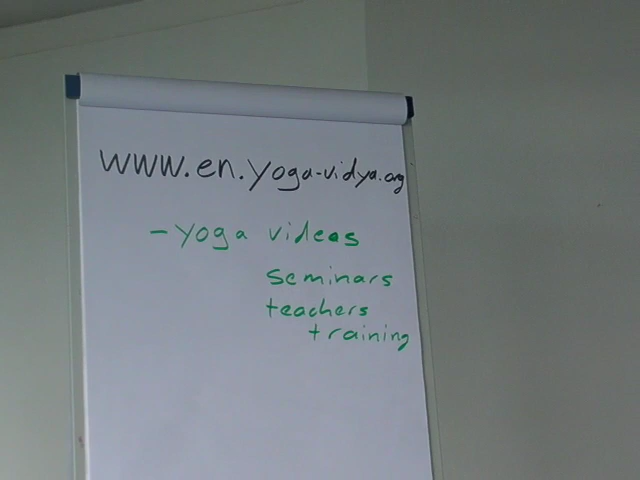 www.en.yoga-vidya.org
- yoga videos
seminars
teachers
training